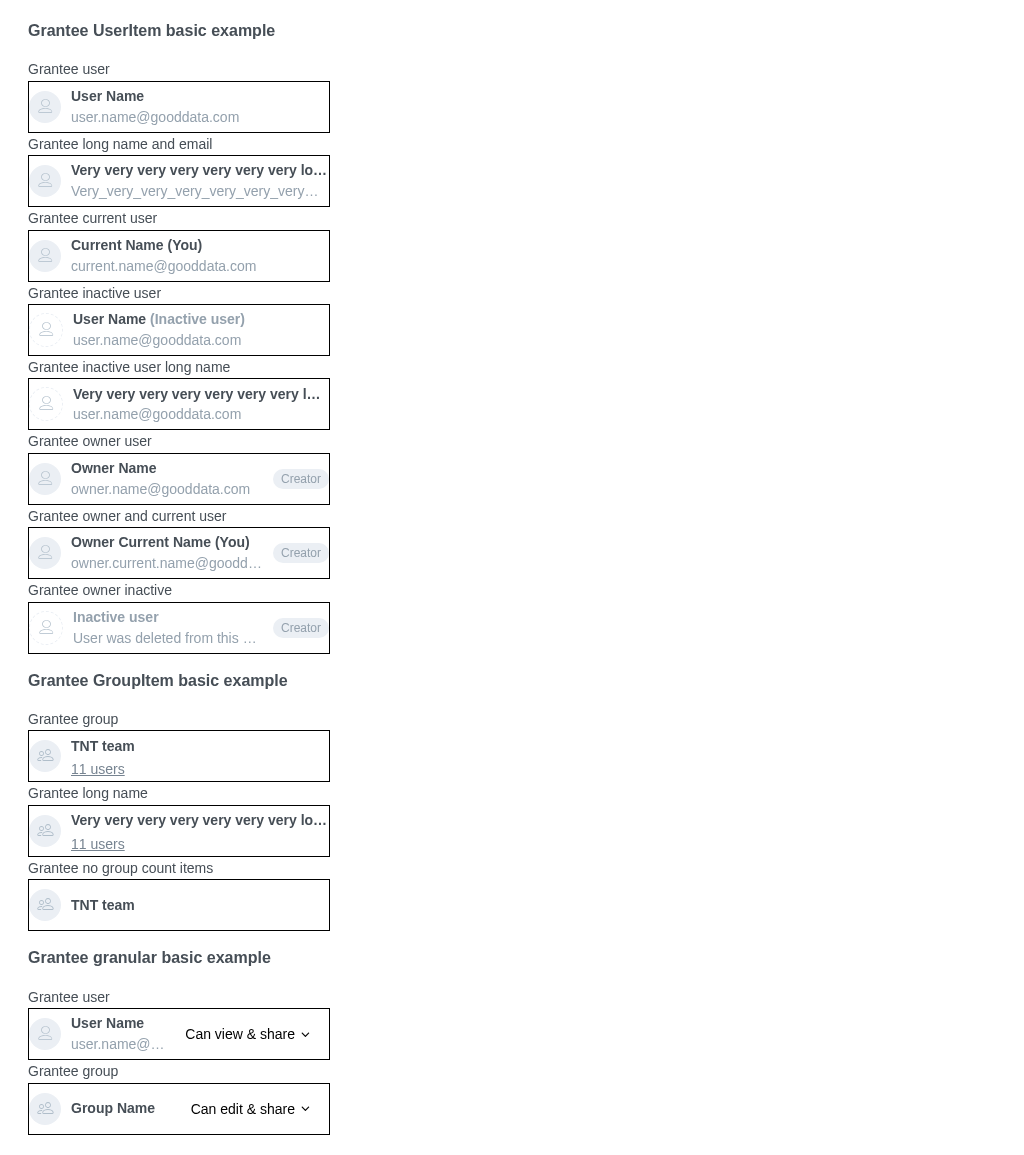 Grantee UserItem basic example
Grantee user
User Name
user.name@gooddata.com
Grantee long name and email
Very very very very very very very lo…
Very_very_very_very_very_very_very…
Grantee current user
Current Name (You)
current.name@gooddata.com
Grantee inactive user
User Name (Inactive user)
user.name@gooddata.com
Grantee inactive user long name
Very very very very very very very l…
user.name@gooddata.com
Grantee owner user
Owner Name
Creator
owner.name@gooddata.com
Grantee owner and current user
Owner Current Name (You)
Creator
owner.current.name@goodd…
Grantee owner inactive
Inactive user
Creator
User was deleted from this …
Grantee GroupItem basic example
Grantee group
TNT team
11 users
Grantee long name
Very very very very very very very lo…
11 users
Grantee no group count items
TNT team
Grantee granular basic example
Grantee user
User Name
Can view & share
user.name@…
Grantee group
Group Name
Can edit & share